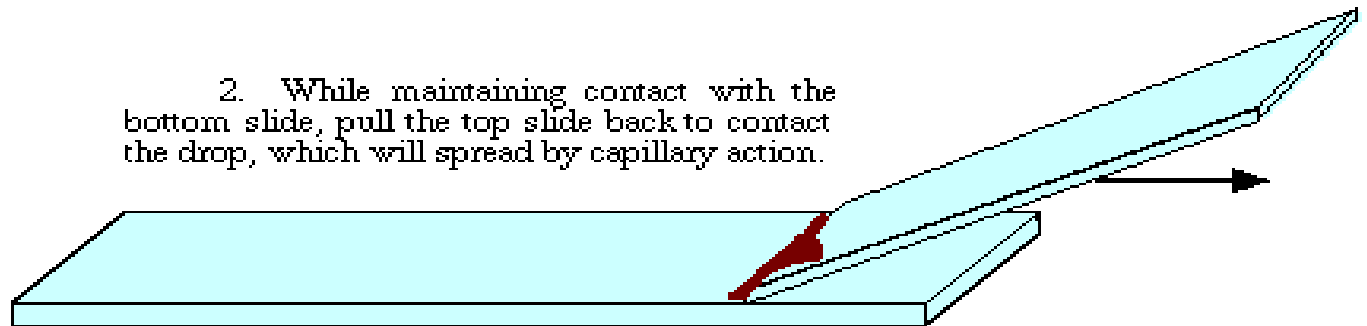 2. While maintaining contact with the
bottom slide, pull the top slide back to contact
the drop, which will spread by capillary action.